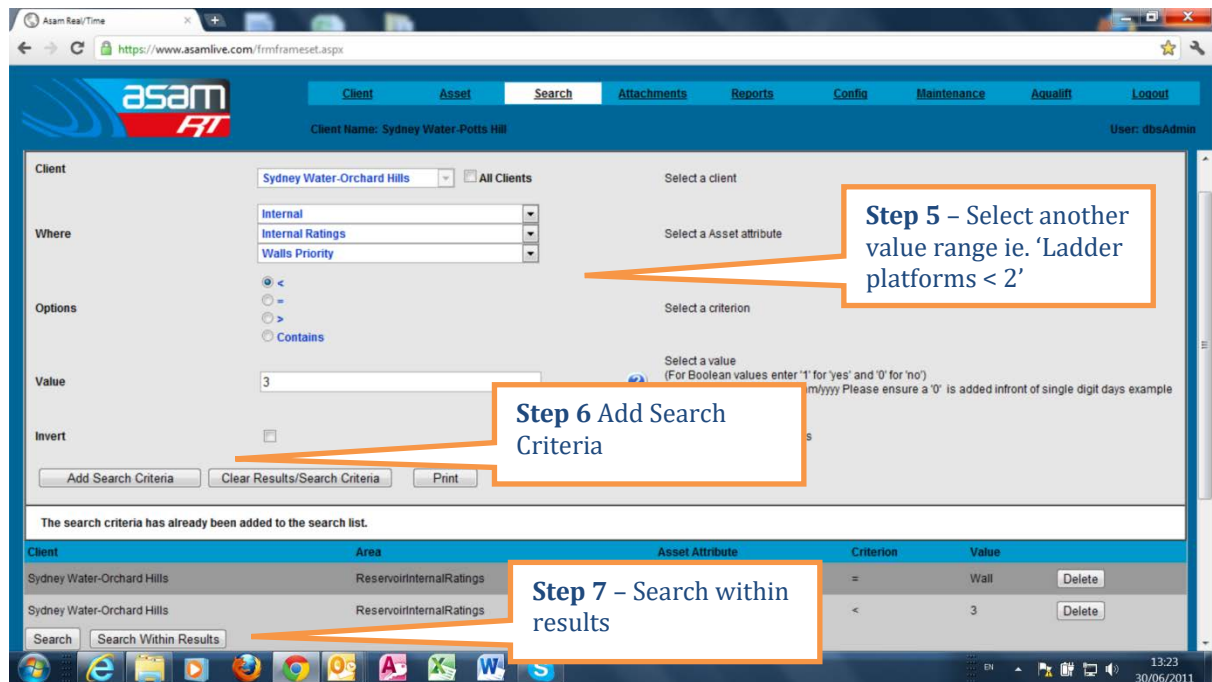 Asam Real/Time
https://www.asamlive.com/frmframeset.aspx
asam
RT
Client Asset Search Attachments Reports Config Maintenance Aqualift Logout
Client Name: Sydney Water-Potts Hill User: dbsAdmin
Client Sydney Water-Orchard Hills All Clients Select a client
Where Internal
Internal Ratings Select a Asset attribute
Walls Priority
Step 5 – Select another
value range ie. ‘Ladder
platforms < 2’
Options <
=
>
Contains
Select a criterion
Value 3
Select a value
(For Boolean values enter '1' for 'yes' and '0' for 'no')
/yyyy Please ensure a '0' is added infront of single digit days example
Step 6 Add Search
Criteria
Invert
Add Search Criteria Clear Results/Search Criteria Print
The search criteria has already been added to the search list.
Client Area Asset Attribute Criterion Value
Sydney Water-Orchard Hills ReservoirInternalRatings = Wall Delete
Sydney Water-Orchard Hills ReservoirInternalRatings < 3 Delete
Step 7 – Search within
results
Search Search Within Results
EN
13:23
30/06/2011